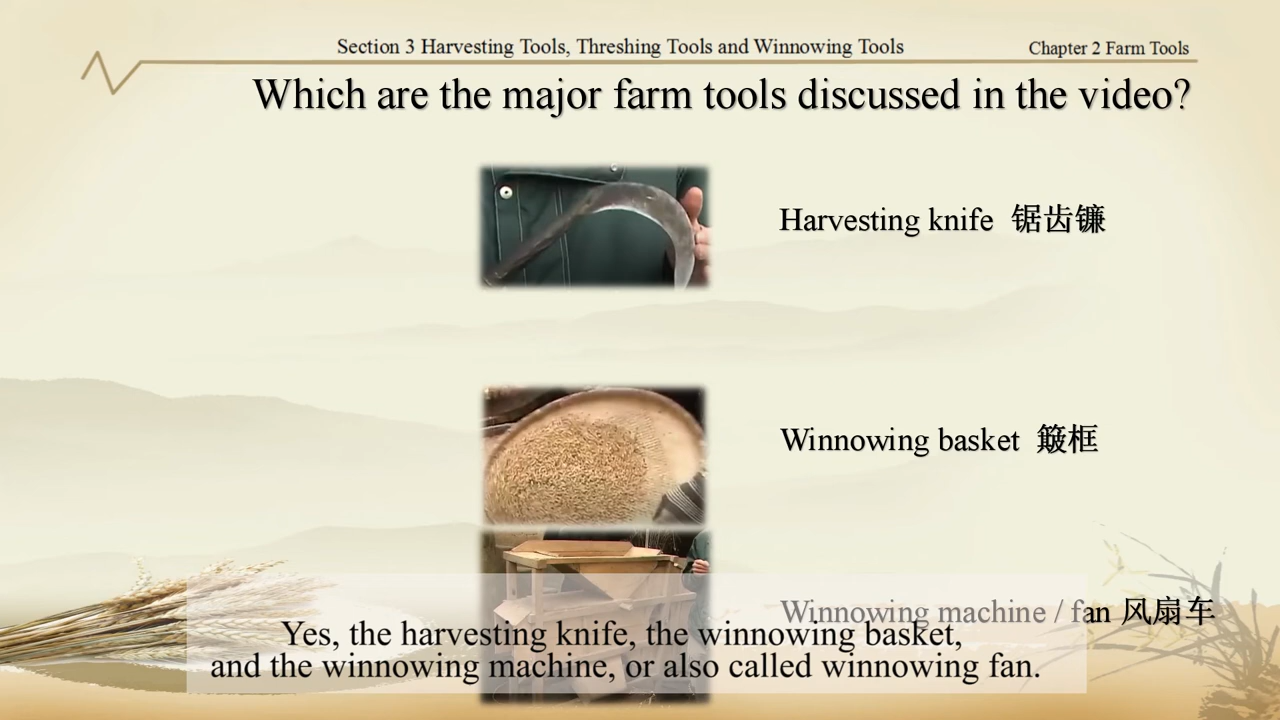 Section 3 Harvesting Tools, Threshing Tools and Winnowing Tools
Chapter 2 Farm Tools
Which are the major farm tools discussed in the video?
Harvesting knife 锯齿镰
Winnowing basket 簸框
Winnowing machine / fan 风扇车
Yes, the harvesting knife, the winnowing basket,
and the winnowing machine, or also called winnowing fan.